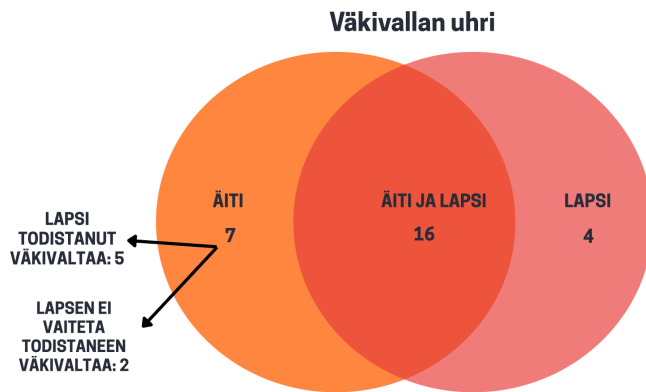 Väkivallan uhri
ÄITI
7
ÄITI JA LAPSI
16
LAPSI
4
LAPSI
TODISTANUT
VÄKIVALTAA: 5
LAPSEN EI
VAITETA
TODISTANEEN
VÄKIVALTAA: 2